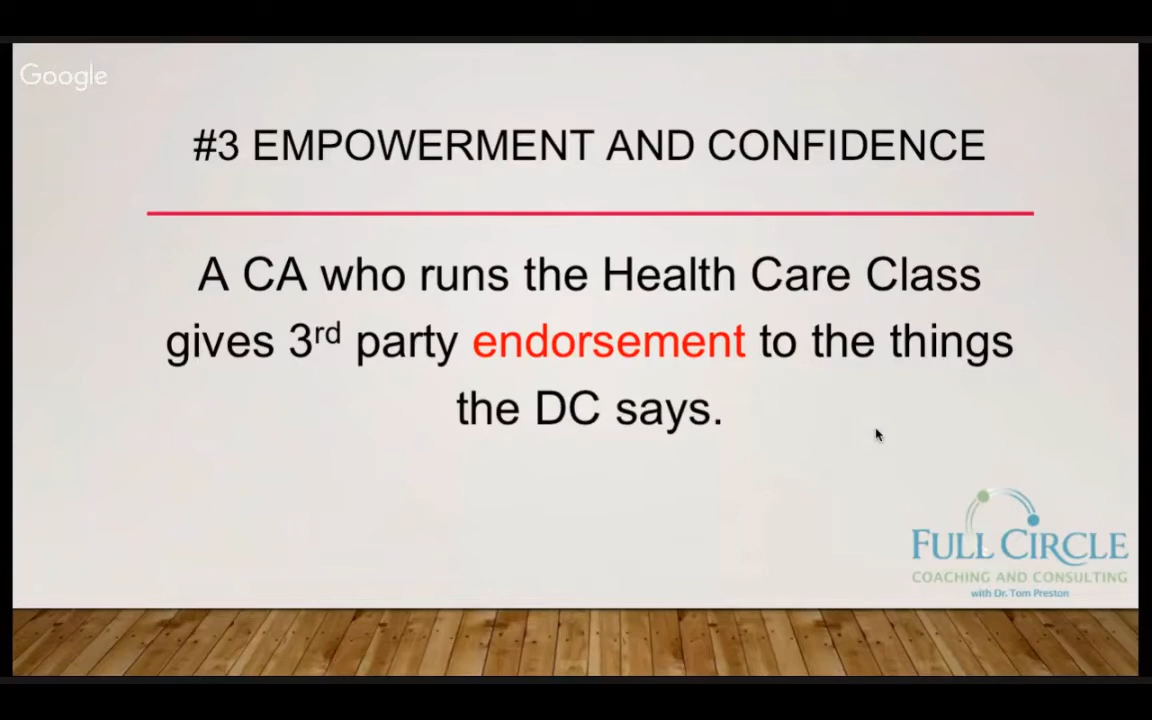 Google
#3 EMPOWERMENT AND CONFIDENCE
A CA who runs the Health Care Class
gives 3rd party endorsement to the things
the DC says.
FULL CIRCLE
COACHING AND CONSULTING
with Dr. Tom Preston